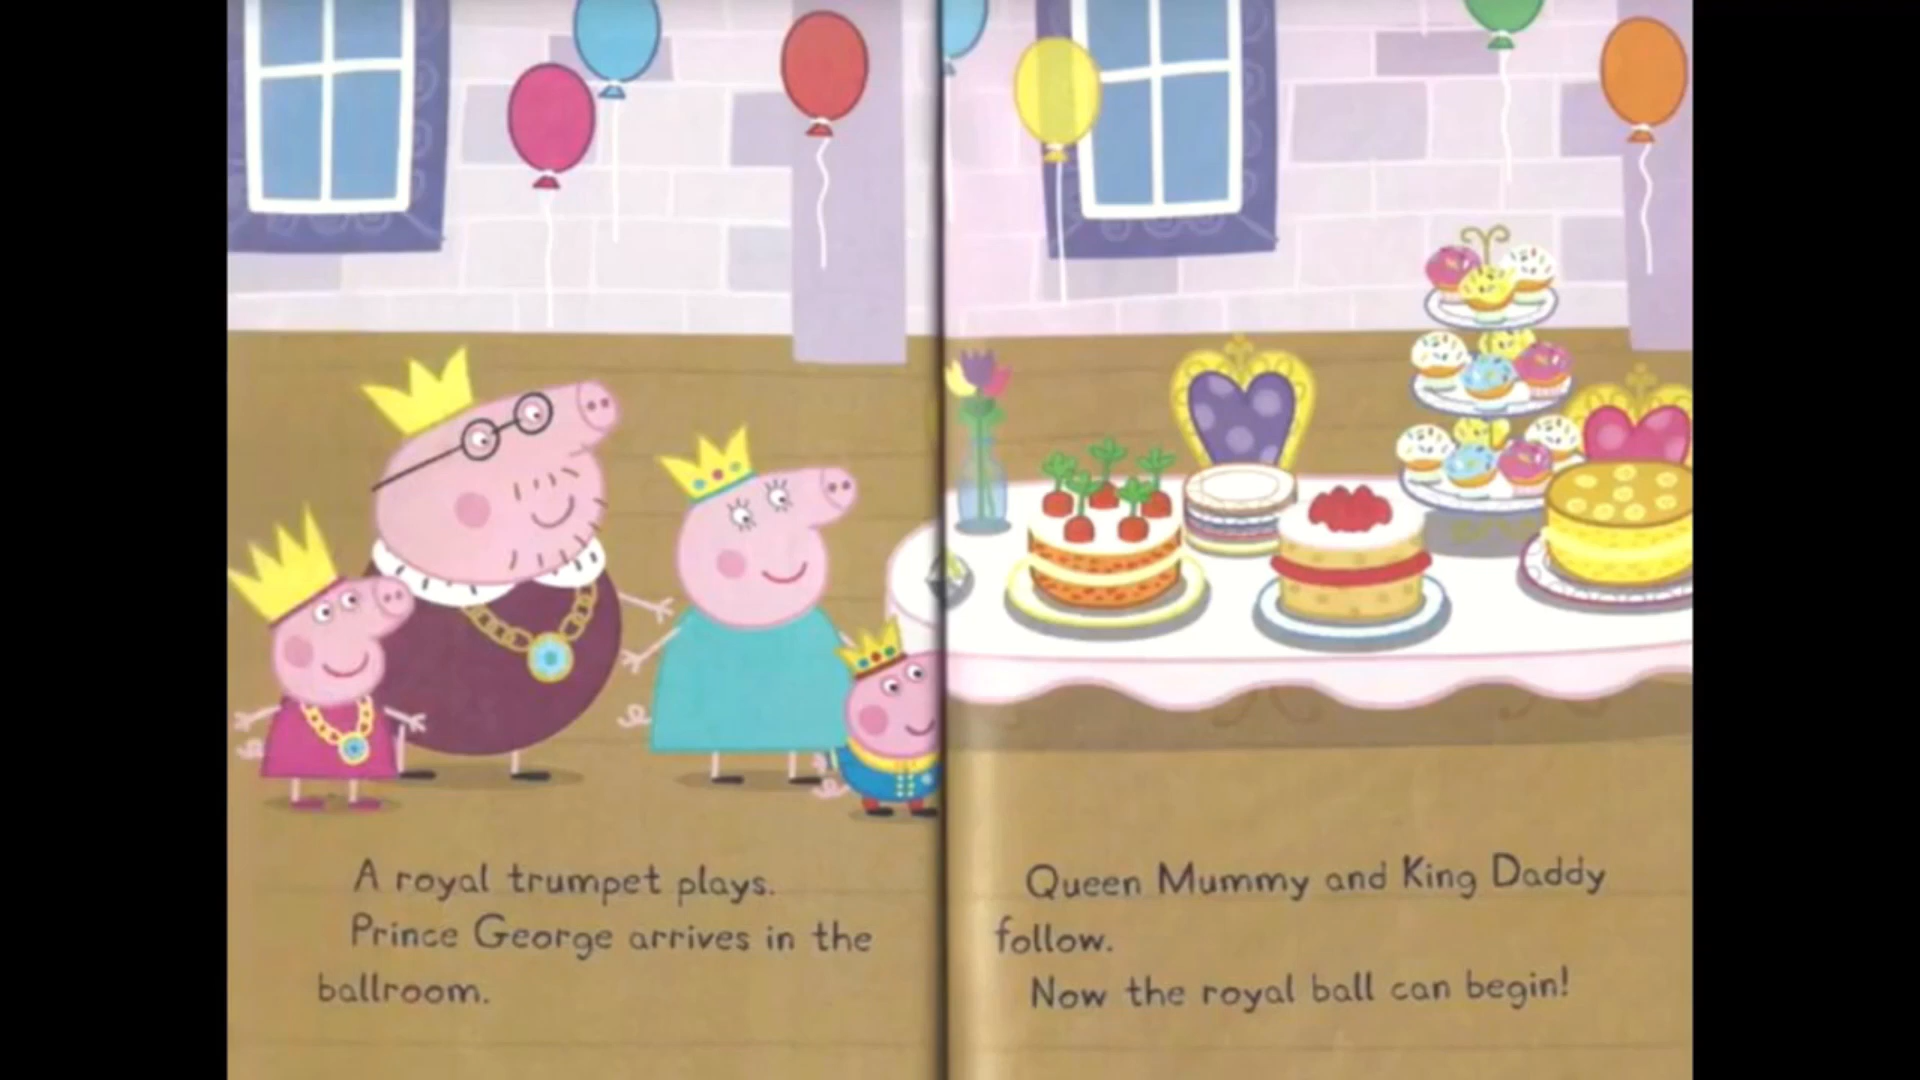 A royal trumpet plays.
Prince George arrives in the
ballroom.
Queen Mummy and King Daddy
follow.
Now the royal ball can begin!